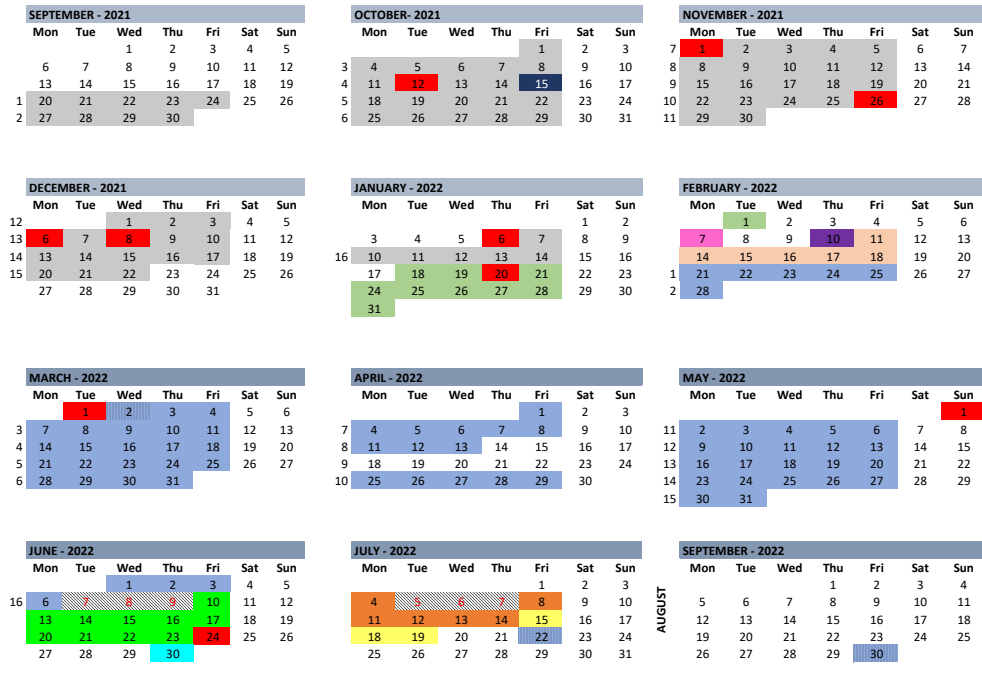 SEPTEMBER - 2021 OCTOBER- 2021 NOVEMBER - 2021
Mon Tue Wed Thu Fri Sat Sun Mon Tue Wed Thu Fri Sat Sun Mon Tue Wed Thu Fri Sat Sun
1 2 3 4 5 1 2 3 7 1 2 3 4 5 6 7
6 7 8 9 10 11 12 3 4 5 6 7 8 9 10 8 8 9 10 11 12 13 14
13 14 15 16 17 18 19 4 11 12 13 14 15 16 17 9 15 16 17 18 19 20 21
1 20 21 22 23 24 25 26 5 18 19 20 21 22 23 24 10 22 23 24 25 26 27 28
2 27 28 29 30 6 25 26 27 28 29 30 31 11 29 30
DECEMBER - 2021 JANUARY - 2022 FEBRUARY - 2022
Mon Tue Wed Thu Fri Sat Sun Mon Tue Wed Thu Fri Sat Sun Mon Tue Wed Thu Fri Sat Sun
12 1 2 3 4 5 1 2 1 2 3 4 5 6
13 6 7 8 9 10 11 12 3 4 5 6 7 8 9 7 8 9 10 11 12 13
14 13 14 15 16 17 18 19 16 10 11 12 13 14 15 16 14 15 16 17 18 19 20
15 20 21 22 23 24 25 26 17 18 19 20 21 22 23 1 21 22 23 24 25 26 27
27 28 29 30 31 24 25 26 27 28 29 30 2 28
31
MARCH - 2022 APRIL - 2022 MAY - 2022
Mon Tue Wed Thu Fri Sat Sun Mon Tue Wed Thu Fri Sat Sun Mon Tue Wed Thu Fri Sat Sun
1 2 3 4 5 6 1 2 3 1
3 7 8 9 10 11 12 13 7 4 5 6 7 8 9 10 11 2 3 4 5 6 7 8
4 14 15 16 17 18 19 20 8 11 12 13 14 15 16 17 12 9 10 11 12 13 14 15
5 21 22 23 24 25 26 27 9 18 19 20 21 22 23 24 13 16 17 18 19 20 21 22
6 28 29 30 31 10 25 26 27 28 29 30 14 23 24 25 26 27 28 29
15 30 31
JUNE - 2022 JULY - 2022 SEPTEMBER - 2022
Mon Tue Wed Thu Fri Sat Sun Mon Tue Wed Thu Fri Sat Sun Mon Tue Wed Thu Fri Sat Sun
1 2 3 4 5 1 2 3 1 2 3 4
16 6 7 8 9 10 11 12 4 5 6 7 8 9 10 5 6 7 8 9 10 11
13 14 15 16 17 18 19 11 12 13 14 15 16 17 12 13 14 15 16 17 18
20 21 22 23 24 25 26 18 19 20 21 22 23 24 19 20 21 22 23 24 25
27 28 29 30 25 26 27 28 29 30 31 26 27 28 29 30
AUGUST